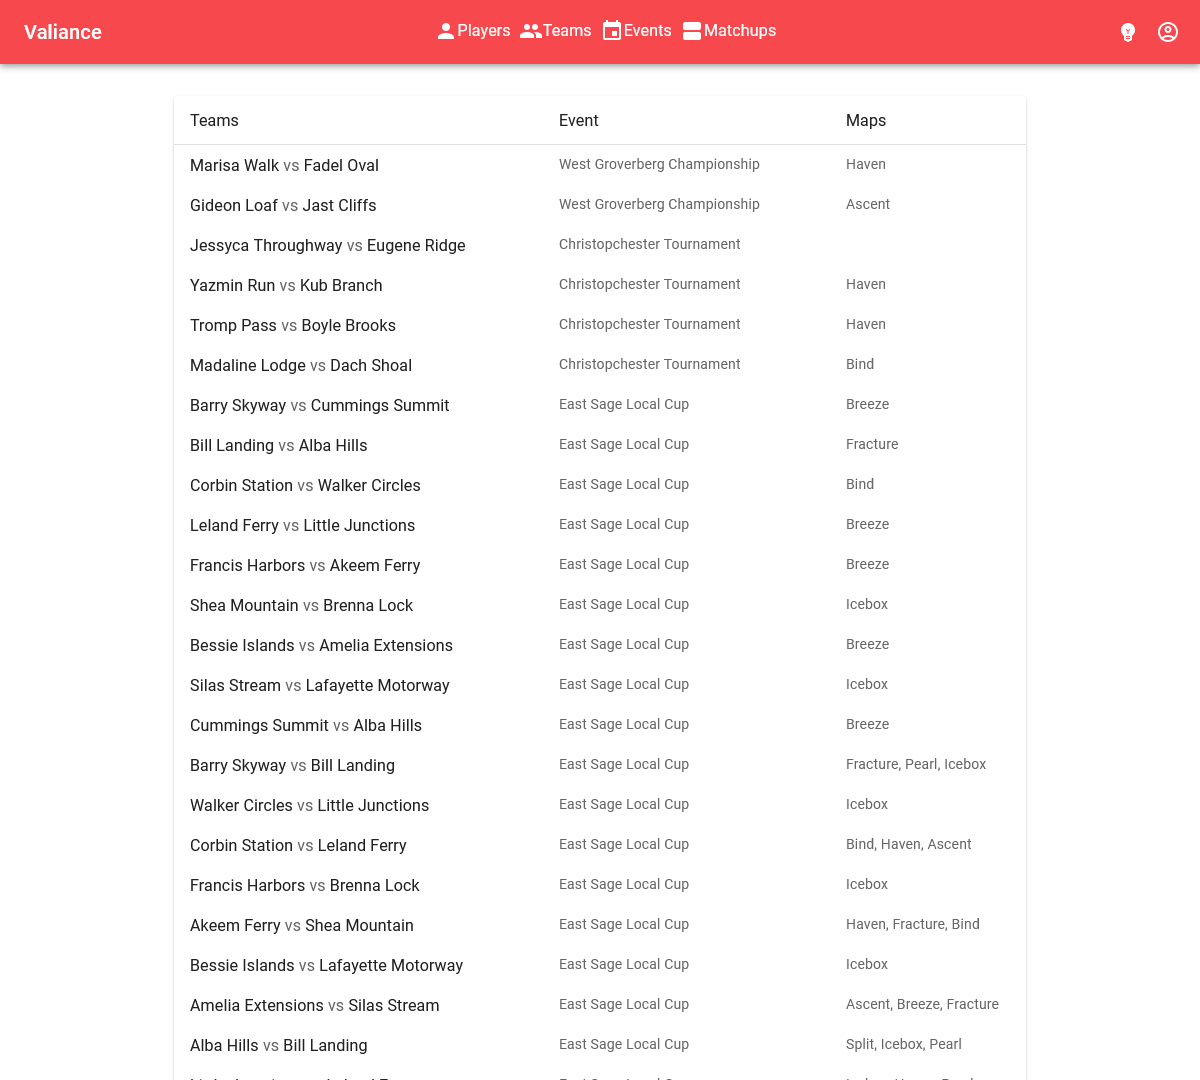 Valiance Players Teams Events Matchups
Teams Event Maps
Marisa Walk vs Fadel Oval West Groverberg Championship Haven
Gideon Loaf vs Jast Cliffs West Groverberg Championship Ascent
Jessyca Throughway vs Eugene Ridge Christopchester Tournament
Yazmin Run vs Kub Branch Christopchester Tournament Haven
Tromp Pass vs Boyle Brooks Christopchester Tournament Haven
Madaline Lodge vs Dach Shoal Christopchester Tournament Bind
Barry Skyway vs Cummings Summit East Sage Local Cup Breeze
Bill Landing vs Alba Hills East Sage Local Cup Fracture
Corbin Station vs Walker Circles East Sage Local Cup Bind
Leland Ferry vs Little Junctions East Sage Local Cup Breeze
Francis Harbors vs Akeem Ferry East Sage Local Cup Breeze
Shea Mountain vs Brenna Lock East Sage Local Cup Icebox
Bessie Islands vs Amelia Extensions East Sage Local Cup Breeze
Silas Stream vs Lafayette Motorway East Sage Local Cup Icebox
Cummings Summit vs Alba Hills East Sage Local Cup Breeze
Barry Skyway vs Bill Landing East Sage Local Cup Fracture, Pearl, Icebox
Walker Circles vs Little Junctions East Sage Local Cup Icebox
Corbin Station vs Leland Ferry East Sage Local Cup Bind, Haven, Ascent
Francis Harbors vs Brenna Lock East Sage Local Cup Icebox
Akeem Ferry vs Shea Mountain East Sage Local Cup Haven, Fracture, Bind
Bessie Islands vs Lafayette Motorway East Sage Local Cup Icebox
Amelia Extensions vs Silas Stream East Sage Local Cup Ascent, Breeze, Fracture
Alba Hills vs Bill Landing East Sage Local Cup Split, Icebox, Pearl